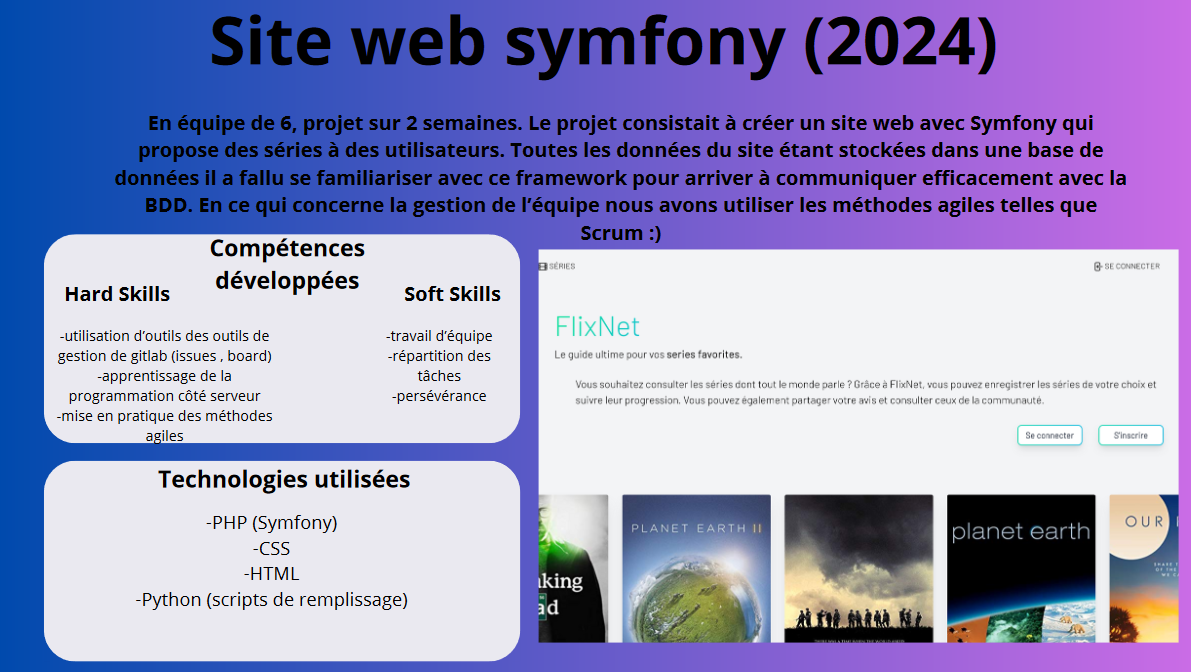 Site web symfony (2024)
En équipe de 6, projet sur 2 semaines. Le projet consistait à créer un site web avec Symfony qui
propose des séries à des utilisateurs. Toutes les données du site étant stockées dans une base de
données il a fallu se familiariser avec ce framework pour arriver à communiquer efficacement avec la
BDD. En ce qui concerne la gestion de l’équipe nous avons utiliser les méthodes agiles telles que
Scrum :)
Compétences
développées
Hard Skills
-utilisation d’outils des outils de
gestion de gitlab (issues , board)
-apprentissage de la
programmation côté serveur
-mise en pratique des méthodes
agiles
Soft Skills
-travail d’équipe
-répartition des
tâches
-persévérance
Technologies utilisées
-PHP (Symfony)
-CSS
-HTML
-Python (scripts de remplissage)
SÉRIES
SE CONNECTER
FlixNet
Le guide ultime pour vos series favorites.
Vous souhaitez consulter les séries dont tout le monde parle ? Grâce à FlixNet, vous pouvez enregistrer les séries de votre choix et
suivre leur progression. Vous pouvez également partager votre avis et consulter ceux de la communauté.
Se connecter
S'inscrire
king
ad
PLANET EARTH II
planet earth
OUR